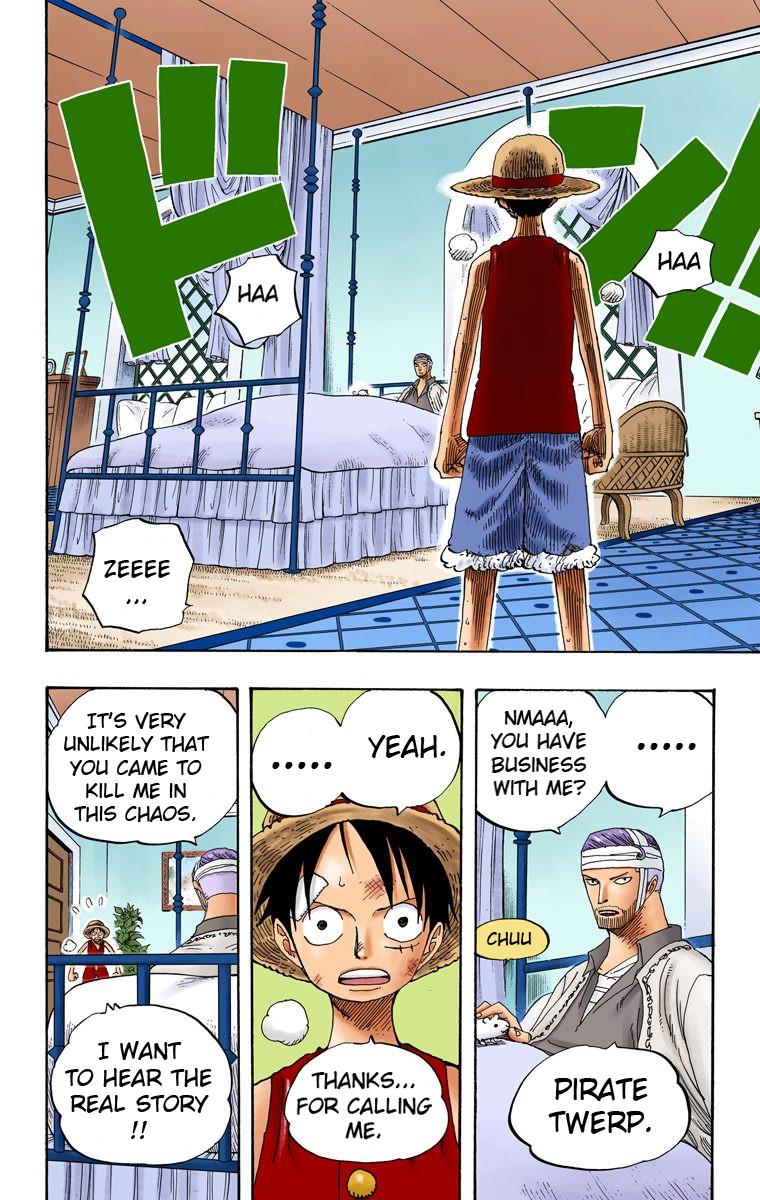 ドン!!
HAA
HAA
ZEEEE
...
.....
NMAAA,
YOU HAVE
BUSINESS
WITH ME?
CHUU
PIRATE
TWERP.
YEAH.
.....
THANKS...
FOR CALLING
ME.
IT'S VERY
UNLIKELY THAT
YOU CAME TO
KILL ME IN
THIS CHAOS.
I WANT
TO HEAR THE
REAL STORY
!!